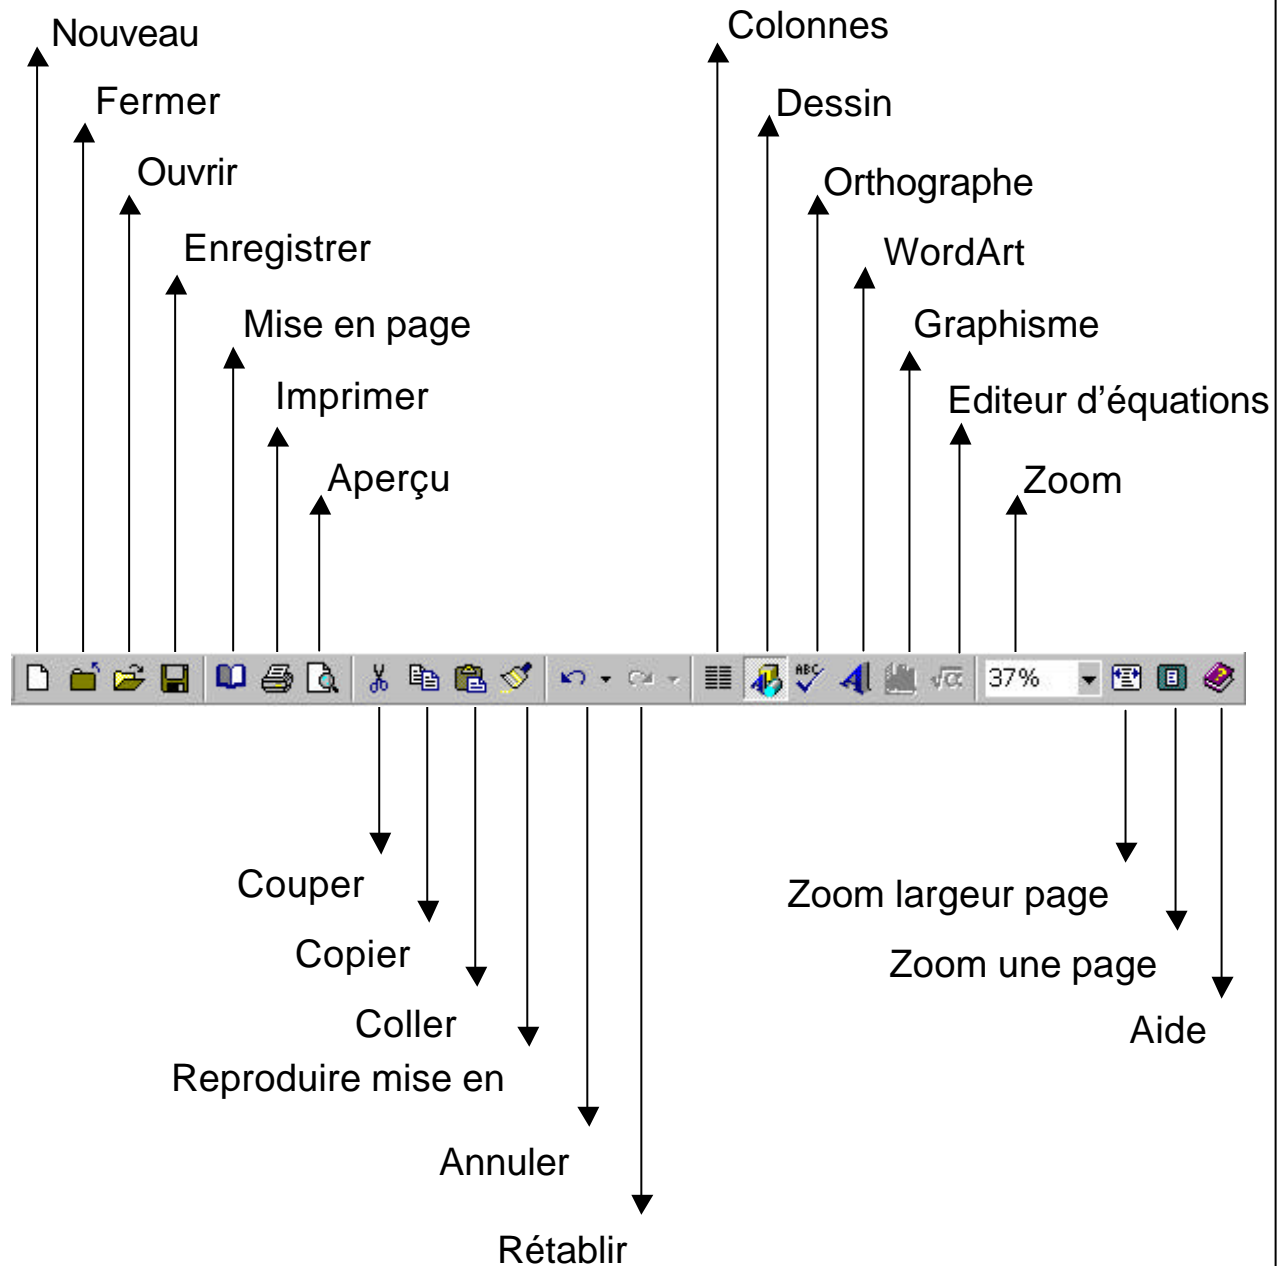 Nouveau
Fermer
Ouvrir
Enregistrer
Mise en page
Imprimer
Aperçu
Colonnes
Dessin
Orthographe
WordArt
Graphisme
Editeur d’équations
Zoom
ABC
A
√α
37%
Couper
Copier
Coller
Reproduire mise en
Annuler
Rétablir
Zoom largeur page
Zoom une page
Aide